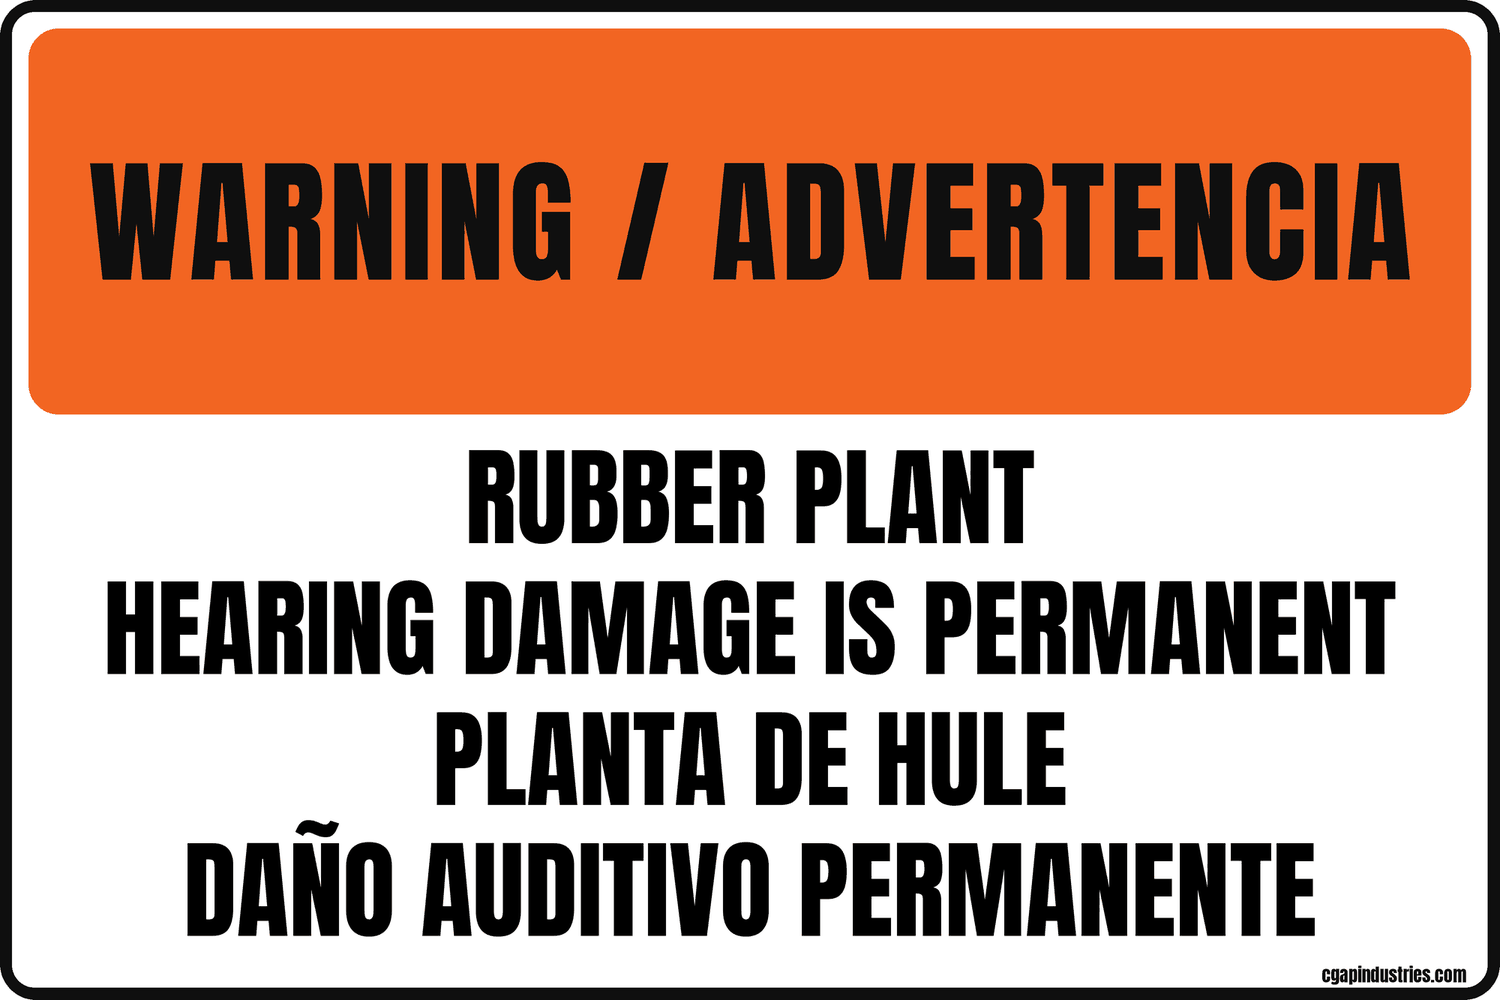 WARNING / ADVERTENCIA
RUBBER PLANT
HEARING DAMAGE IS PERMANENT
PLANTA DE HULE
DAÑO AUDITIVO PERMANENTE
cgapindustries.com